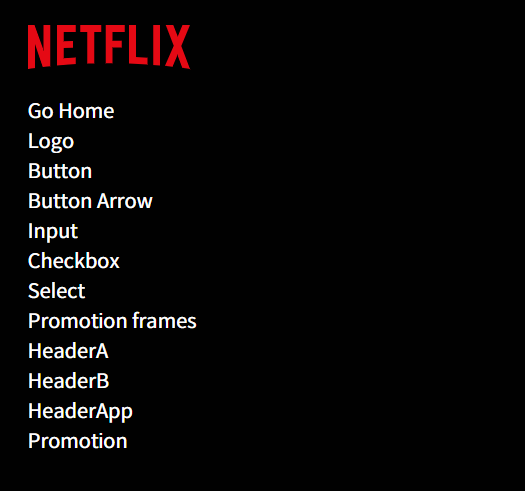 NETFLIX
Go Home
Logo
Button
Button Arrow
Input
Checkbox
Select
Promotion frames
HeaderA
HeaderB
HeaderApp
Promotion